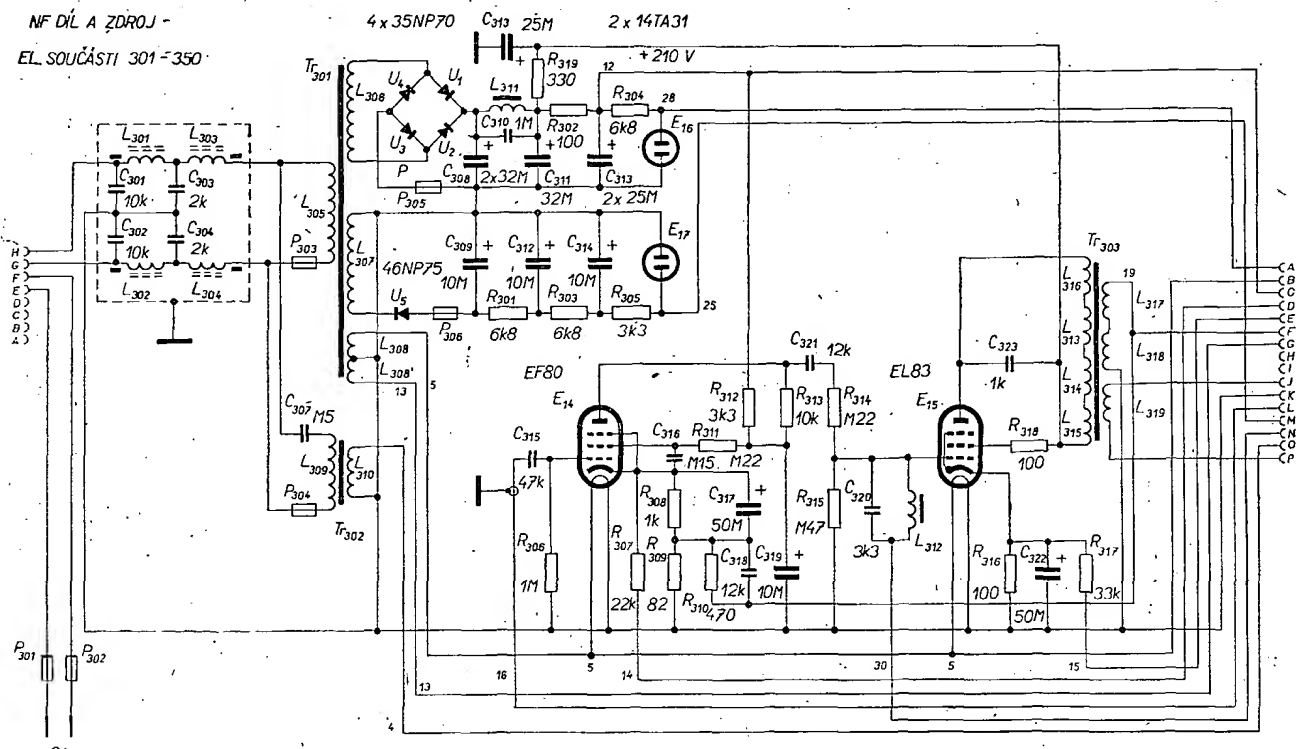 NF DÍL A ZDROJ -
EL. SOUČÁSTI 301-350
4 x 35NP70
C313 25M
2 x 14TA31
+210 V
Tr301
L308
U4
U1
U3
U2
L311
C310 1M
R319
330
R302
100
12
R304
6k8
28
E16
P
P305
C308
2x32M
C311
32M
C313
2x 25M
L301
L303
C301
10k
C303
2k
C302
10k
C304
2k
L302
L304
L305
P303
L307
46NP75
U5
P306
C309
10M
C312
10M
C314
10M
R301
6k8
R303
6k8
R305
3k3
E17
25
H
G
F
E
D
C
B
A
L308
L308'
13
5
C307 M5
L309
P304
L310
Tr302
EF80
E14
C315
47k
R306
1M
R307
22k
C316
M15
R311
M22
R308
1k
R309
82
C317
50M
R310
470
C318
12k
C319
10M
R312
3k3
R313
10k
C321
12k
R314
M22
R315
M47
C320
3k3
L312
EL83
E15
C323
1k
R318
100
R316
100
C322
50M
R317
33k
Tr303
L316
L313
L314
L315
19
L317
L318
L319
A
B
C
D
E
F
G
H
I
J
K
L
M
N
O
P
P301
P302
16
13
4
5
14
30
5
15